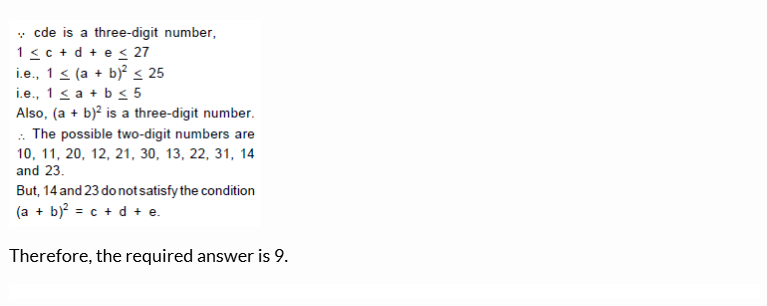 ∵ cde is a three-digit number,
1 ≤ c + d + e ≤ 27
i.e., 1 ≤ (a + b)² ≤ 25
i.e., 1 ≤ a + b ≤ 5
Also, (a + b)² is a three-digit number.
∴ The possible two-digit numbers are
10, 11, 20, 12, 21, 30, 13, 22, 31, 14
and 23.
But, 14 and 23 do not satisfy the condition
(a + b)² = c + d + e.
Therefore, the required answer is 9.